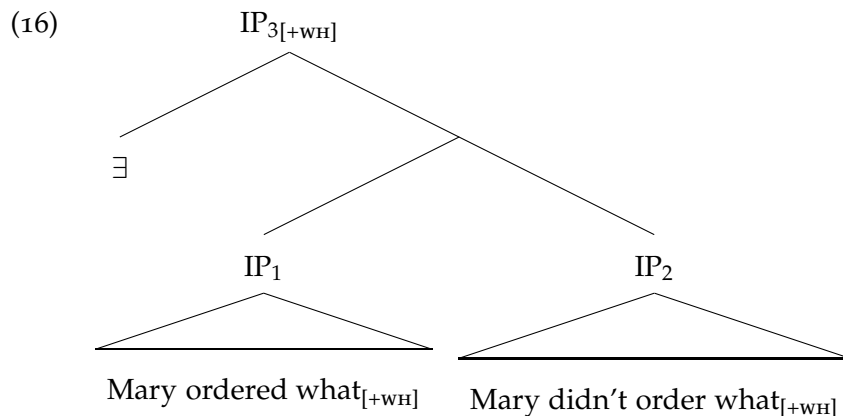 (16)
IP3[+WH]
∃
IP1 IP2
Mary ordered what[+WH] Mary didn't order what[+WH]